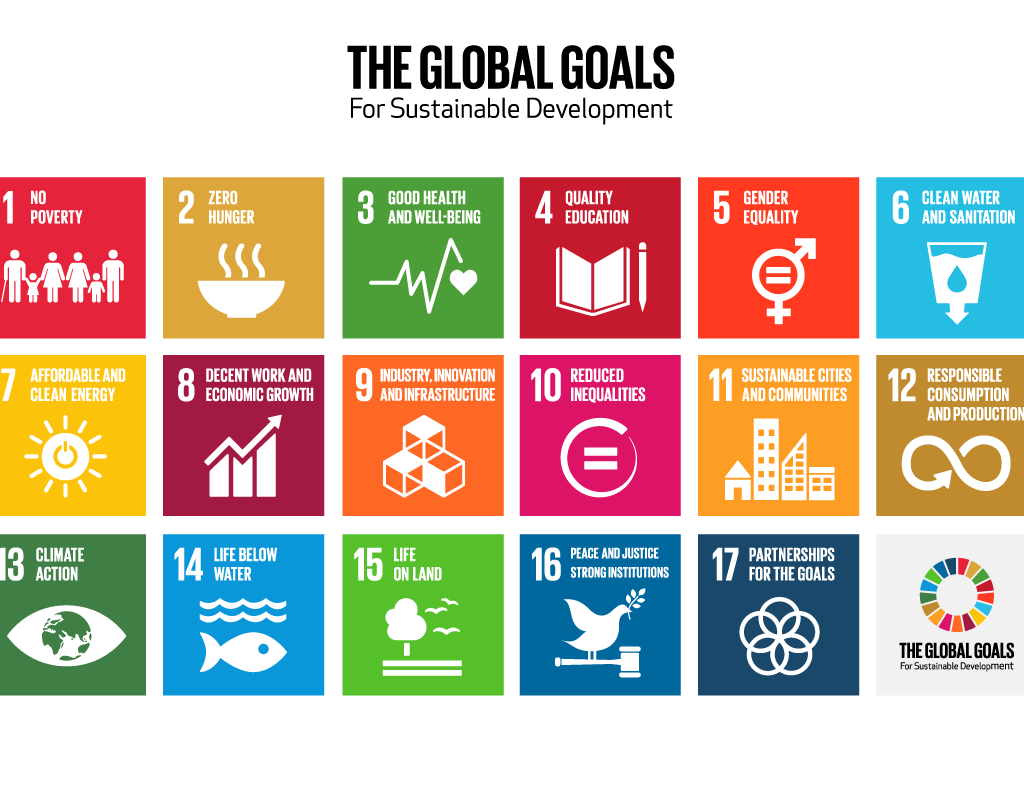 THE GLOBAL GOALS
For Sustainable Development
1 NO
POVERTY
2 ZERO
HUNGER
3 GOOD HEALTH
AND WELL-BEING
4 QUALITY
EDUCATION
5 GENDER
EQUALITY
6 CLEAN WATER
AND SANITATION
7 AFFORDABLE AND
CLEAN ENERGY
8 DECENT WORK AND
ECONOMIC GROWTH
9 INDUSTRY, INNOVATION
AND INFRASTRUCTURE
10 REDUCED
INEQUALITIES
11 SUSTAINABLE CITIES
AND COMMUNITIES
12 RESPONSIBLE
CONSUMPTION
AND PRODUCTION
13 CLIMATE
ACTION
14 LIFE BELOW
WATER
15 LIFE
ON LAND
16 PEACE AND JUSTICE
STRONG INSTITUTIONS
17 PARTNERSHIPS
FOR THE GOALS
THE GLOBAL GOALS
For Sustainable Development